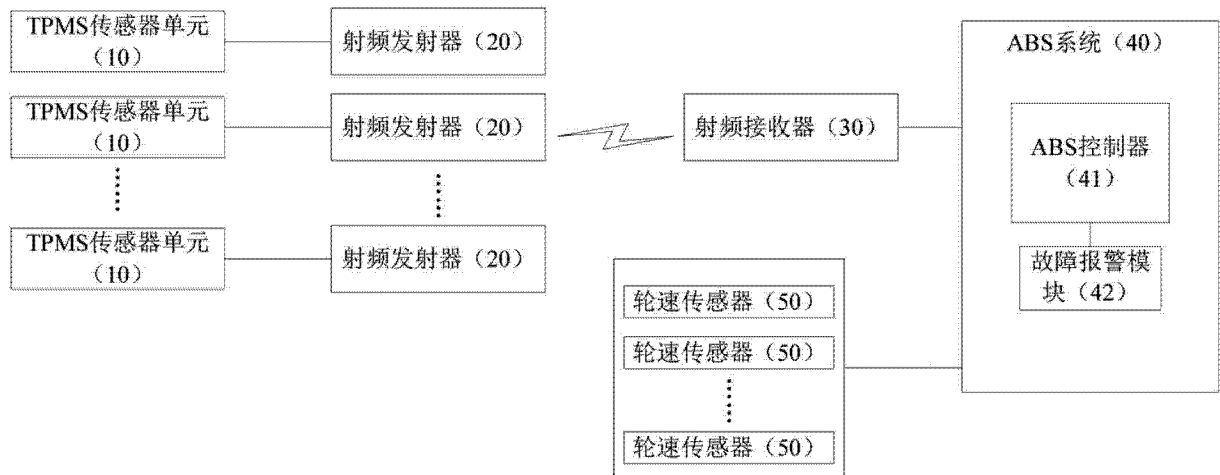 TPMS传感器单元
（10）
射频发射器（20）
TPMS传感器单元
（10）
射频发射器（20）
TPMS传感器单元
（10）
射频发射器（20）
射频接收器（30）
ABS系统（40）
ABS控制器
（41）
故障报警模
块（42）
轮速传感器（50）
轮速传感器（50）
轮速传感器（50）